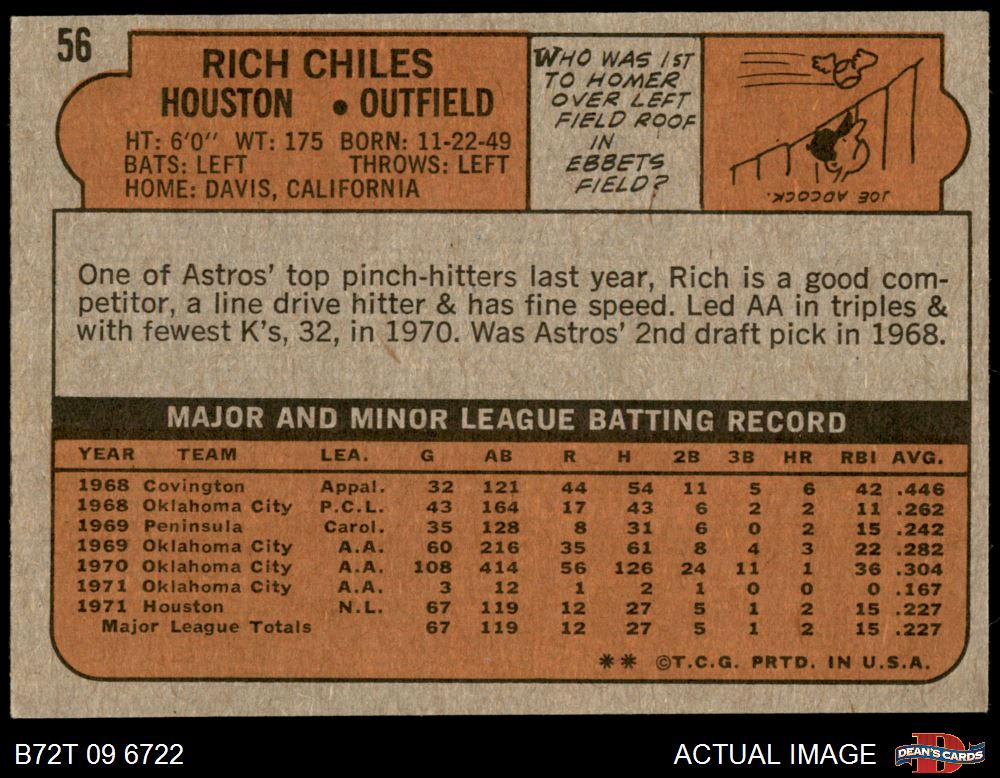 56
RICH CHILES
HOUSTON • OUTFIELD
HT: 6'0" WT: 175 BORN: 11-22-49
BATS: LEFT THROWS: LEFT
HOME: DAVIS, CALIFORNIA
WHO WAS 1ST
TO HOMER
OVER LEFT
FIELD ROOF
IN
EBBETS
FIELD?
JOE ADCOCK.
One of Astros' top pinch-hitters last year, Rich is a good com-
petitor, a line drive hitter & has fine speed. Led AA in triples &
with fewest K's, 32, in 1970. Was Astros' 2nd draft pick in 1968.
MAJOR AND MINOR LEAGUE BATTING RECORD
YEAR TEAM LEA. G AB R H 2B 3B HR RBI AVG.
1968 Covington Appal. 32 121 44 54 11 5 6 42 .446
1968 Oklahoma City P.C.L. 43 164 17 43 6 2 2 11 .262
1969 Peninsula Carol. 35 128 8 31 6 0 2 15 .242
1969 Oklahoma City A.A. 60 216 35 61 8 4 3 22 .282
1970 Oklahoma City A.A. 108 414 56 126 24 11 1 36 .304
1971 Oklahoma City A.A. 3 12 1 2 1 0 0 0 .167
1971 Houston N.L. 67 119 12 27 5 1 2 15 .227
Major League Totals 67 119 12 27 5 1 2 15 .227
** ©T.C.G. PRTD. IN U.S.A.
B72T 09 6722
ACTUAL IMAGE
DEAN'S CARDS